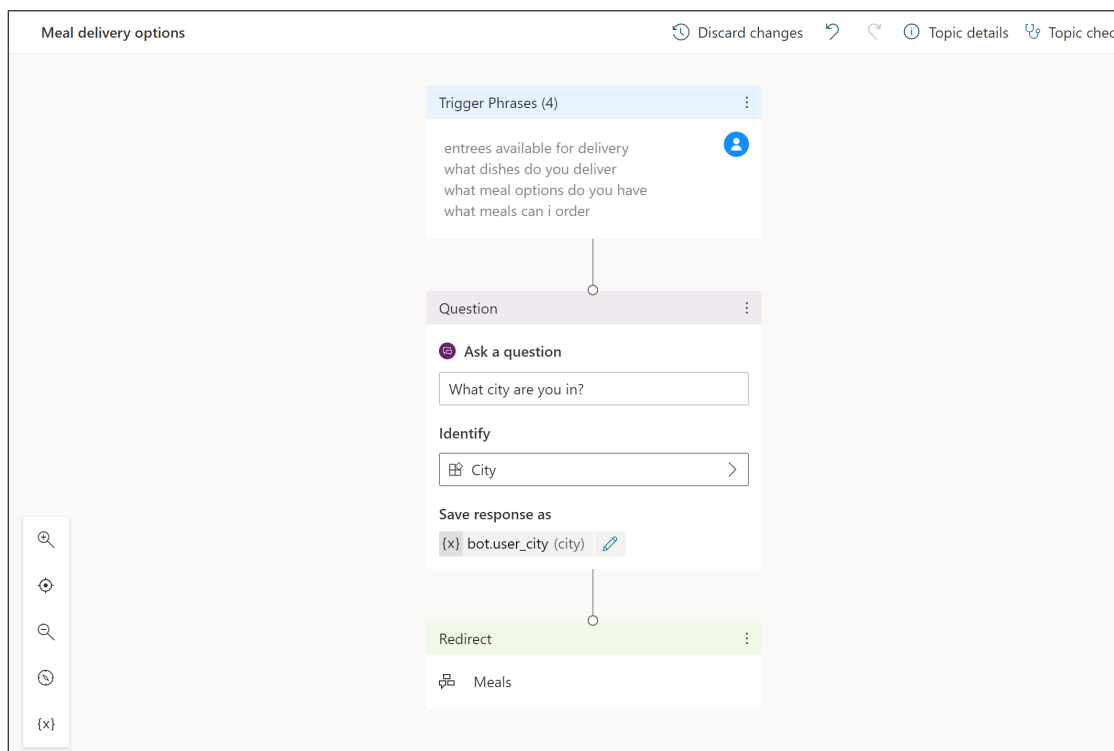 Meal delivery options
Discard changes
Topic details
Topic chec
Trigger Phrases (4)
entrees available for delivery
what dishes do you deliver
what meal options do you have
what meals can i order
Question
Ask a question
What city are you in?
Identify
City
Save response as
{x} bot.user_city (city)
Redirect
Meals
{x}